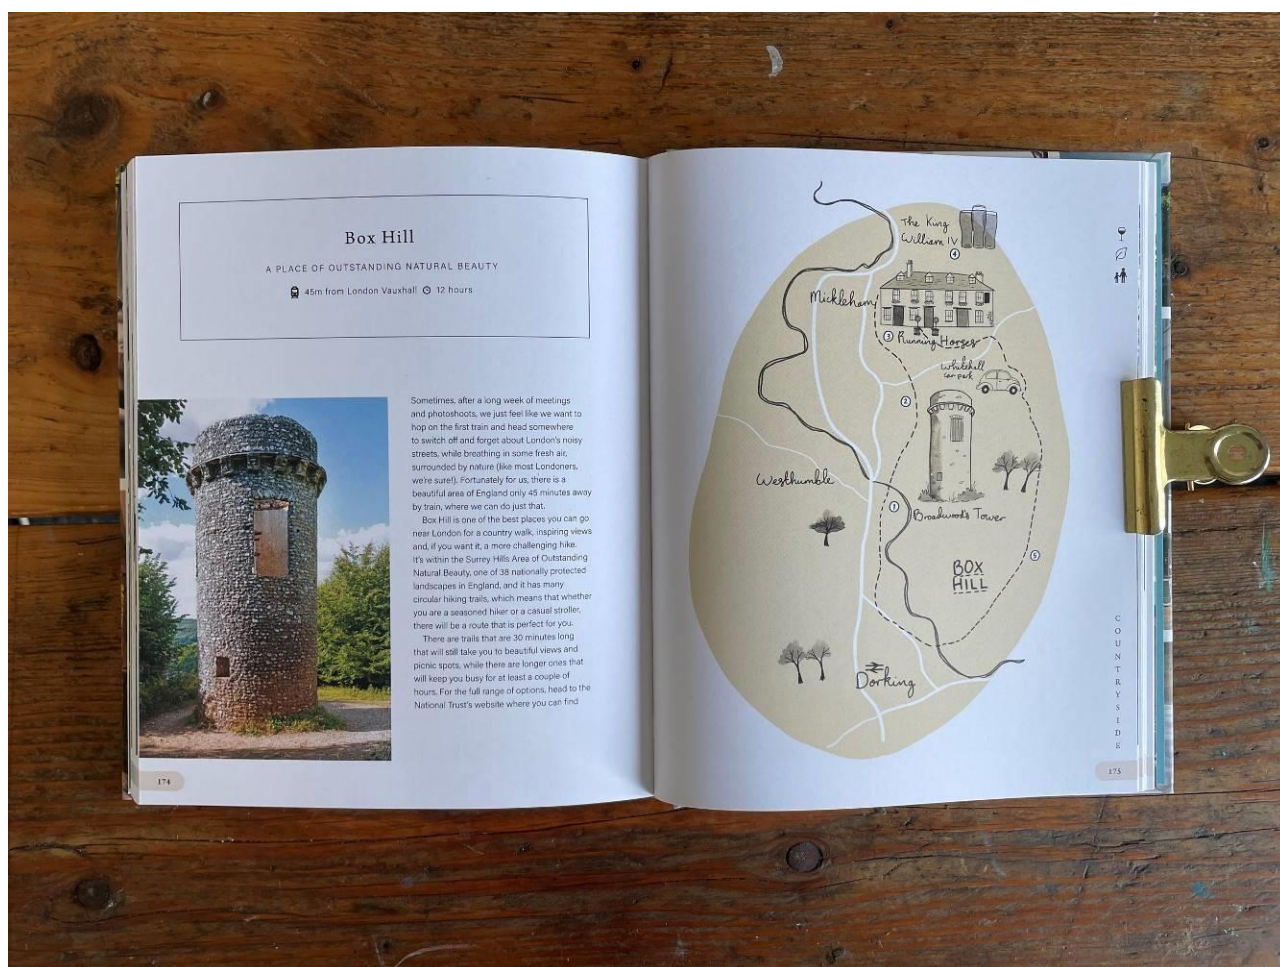 Box Hill
A PLACE OF OUTSTANDING NATURAL BEAUTY
45m from London Vauxhall 12 hours
Sometimes, after a long week of meetings
and photoshoots, we just feel like we want to
hop on the first train and head somewhere
to switch off and forget about London's noisy
streets, while breathing in some fresh air,
surrounded by nature (like most Londoners,
we're sure!). Fortunately for us, there is a
beautiful area of England only 45 minutes away
by train, where we can do just that.
Box Hill is one of the best places you can go
near London for a country walk, inspiring views
and, if you want it, a more challenging hike.
It's within the Surrey Hills Area of Outstanding
Natural Beauty, one of 38 nationally protected
landscapes in England, and it has many
circular hiking trails, which means that whether
you are a seasoned hiker or a casual stroller,
there will be a route that is perfect for you.
There are trails that are 30 minutes long
that will still take you to beautiful views and
picnic spots, while there are longer ones that
will keep you busy for at least a couple of
hours. For the full range of options, head to the
National Trust's website where you can find
174
The King
William IV
4
Mickleham
3 Running Horses
Whitehall
car park
2
Westhumble
1
Broadwood's Tower
5
BOX
HILL
Dorking
COUNTRYSIDE
175